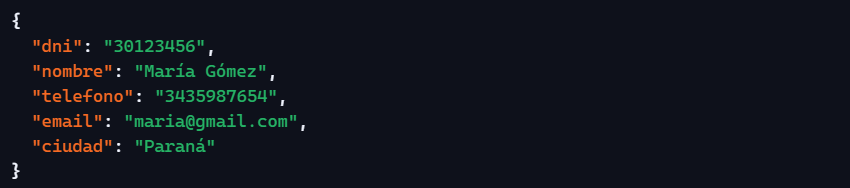 {
"dni": "30123456",
"nombre": "María Gómez",
"telefono": "3435987654",
"email": "maria@gmail.com",
"ciudad": "Paraná"
}